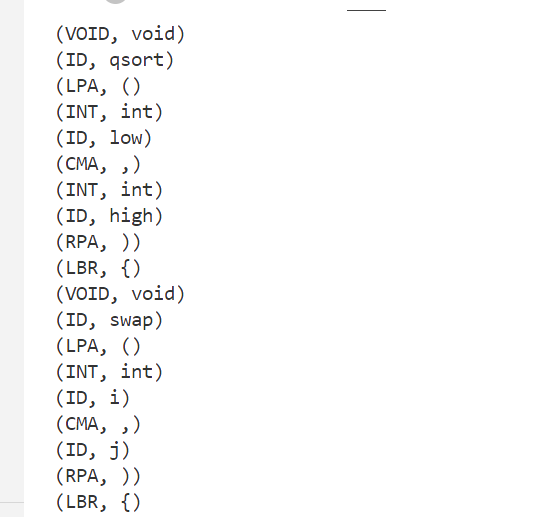 (VOID, void)
(ID, qsort)
(LPA, ()
(INT, int)
(ID, low)
(CMA, ,)
(INT, int)
(ID, high)
(RPA, ))
(LBR, {)
(VOID, void)
(ID, swap)
(LPA, ()
(INT, int)
(ID, i)
(CMA, ,)
(ID, j)
(RPA, ))
(LBR, {)